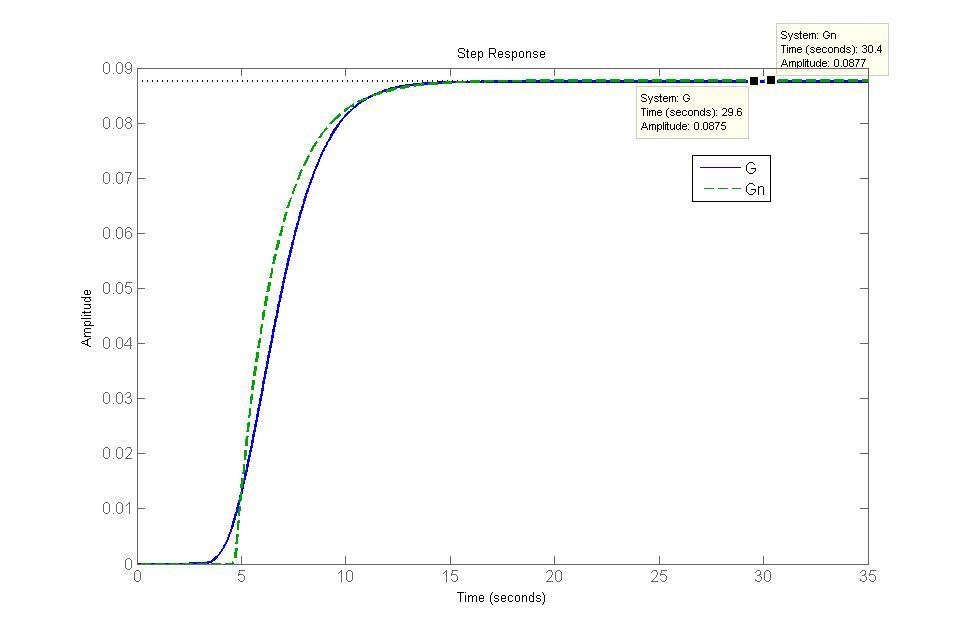 System: Gn
Time (seconds): 30.4
Amplitude: 0.0877
Step Response
System: G
Time (seconds): 29.6
Amplitude: 0.0875
G
Gn
0.09
0.08
0.07
0.06
0.05
0.04
0.03
0.02
0.01
0
Amplitude
0 5 10 15 20 25 30 35
Time (seconds)